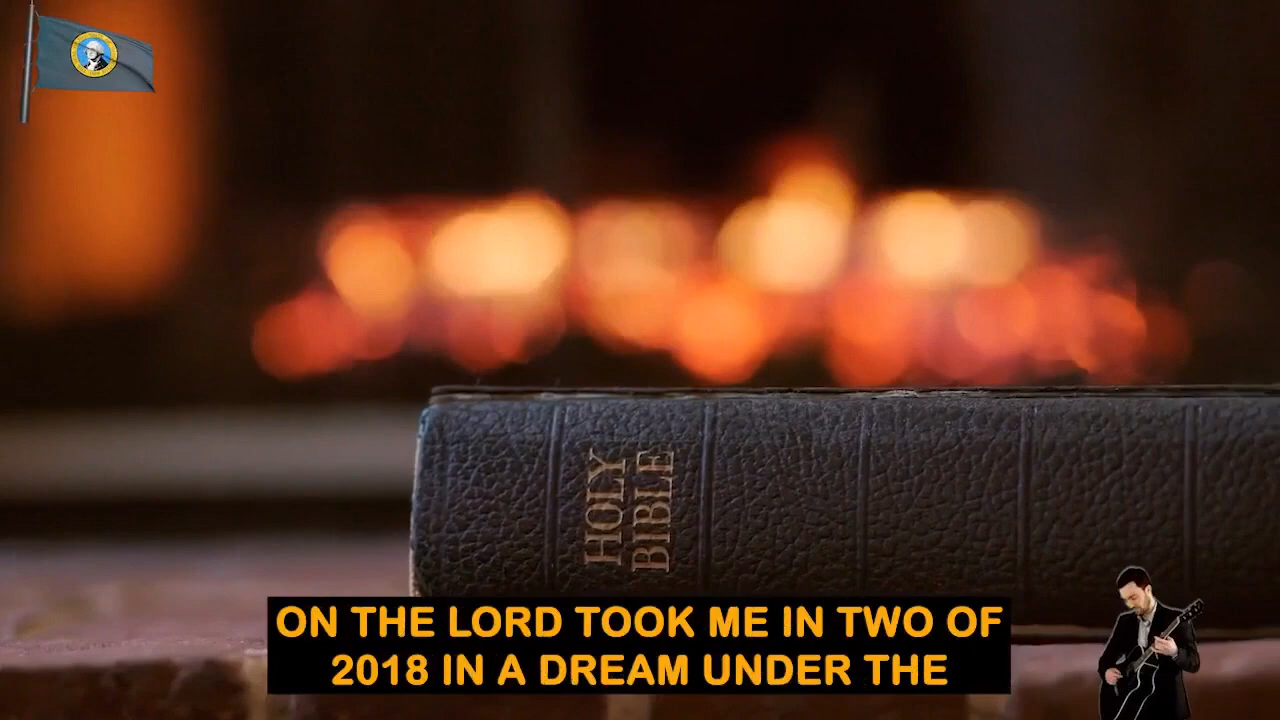 HOLY
BIBLE
ON THE LORD TOOK ME IN TWO OF
2018 IN A DREAM UNDER THE